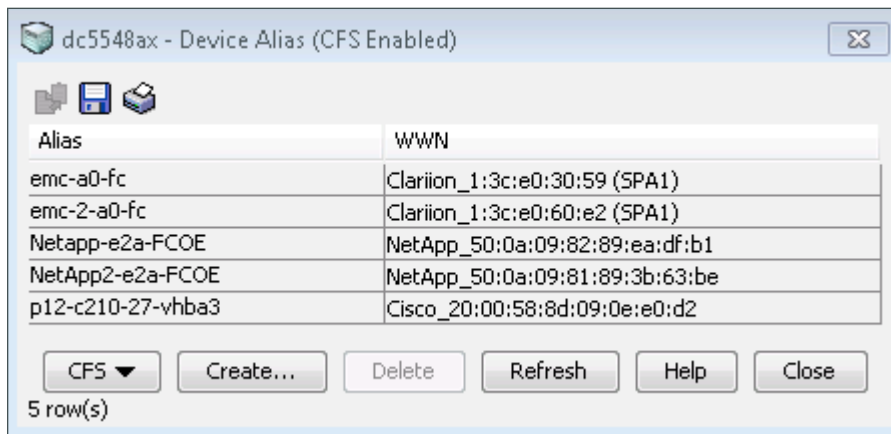 dc5548ax - Device Alias (CFS Enabled)
Alias WWN
emc-a0-fc Clariion_1:3c:e0:30:59 (SPA1)
emc-2-a0-fc Clariion_1:3c:e0:60:e2 (SPA1)
Netapp-e2a-FCOE NetApp_50:0a:09:82:89:ea:df:b1
NetApp2-e2a-FCOE NetApp_50:0a:09:81:89:3b:63:be
p12-c210-27-vhba3 Cisco_20:00:58:8d:09:0e:e0:d2
CFS Create... Delete Refresh Help Close
5 row(s)